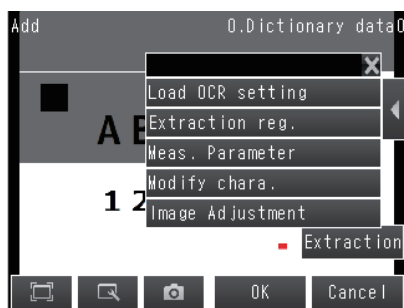 Add 0.Dictionary data0
Load OCR setting
Extraction reg.
A B
Meas. Parameter
Modify chara.
1 2
Image Adjustment
Extraction
OK Cancel